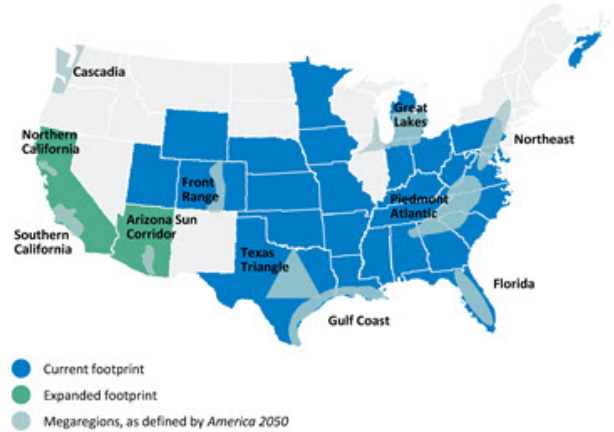 Cascadia
Northern
California
Great
Lakes
Northeast
Front
Range
Piedmont
Atlantic
Southern
California
Arizona Sun
Corridor
Texas
Triangle
Florida
Gulf Coast
Current footprint
Expanded footprint
Megaregions, as defined by America 2050